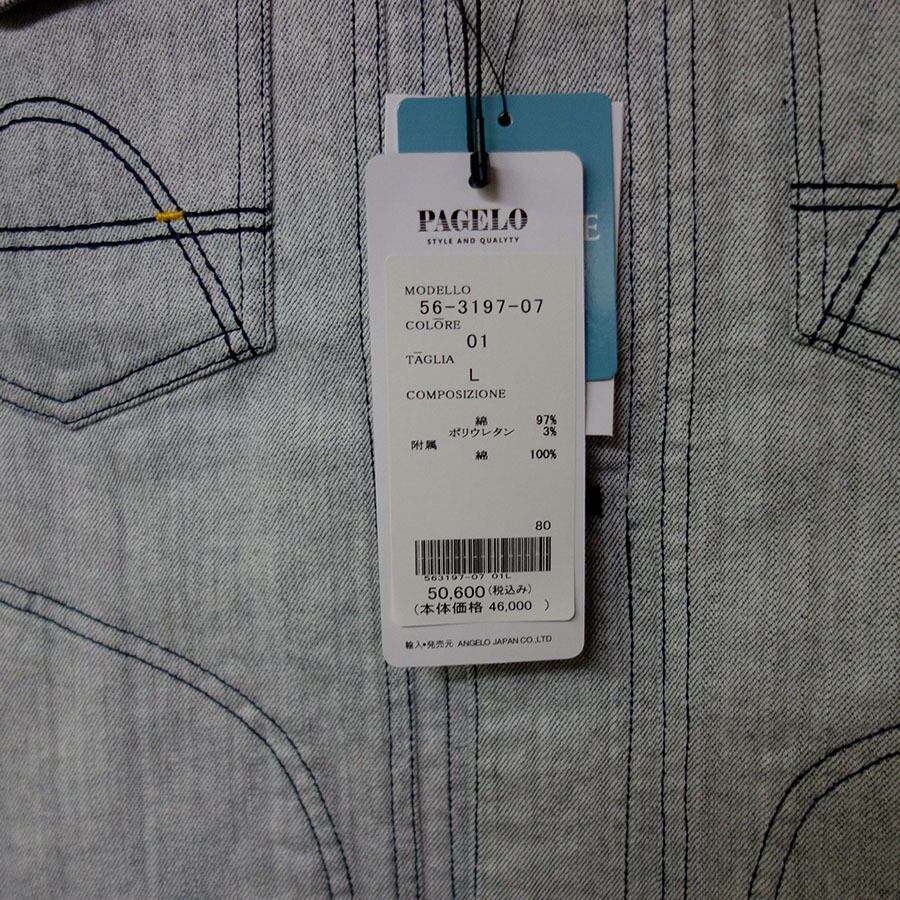 PAGELO
STYLE AND QUALYTY
E
MODELLO
56-3197-07
COLORE
01
TAGLIA
L
COMPOSIZIONE
綿 97%
ポリウレタン 3%
附属
綿 100%
80
563197-07 01L
50,600(税込み)
(本体価格 46,000 )
輸入•発売元 ANGELO JAPAN CO.,LTD